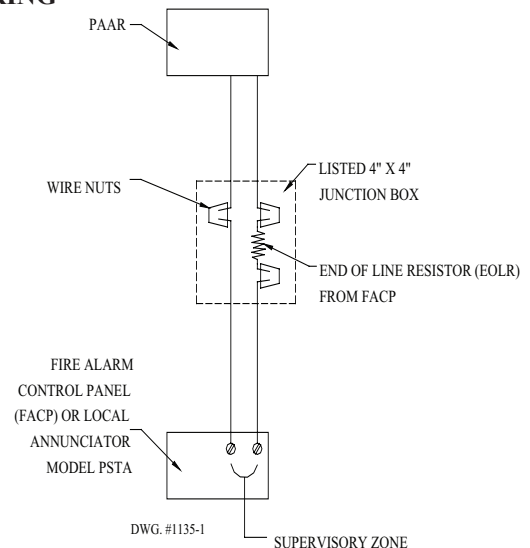 PAAR
WIRE NUTS
LISTED 4" X 4"
JUNCTION BOX
END OF LINE RESISTOR (EOLR)
FROM FACP
FIRE ALARM
CONTROL PANEL
(FACP) OR LOCAL
ANNUNCIATOR
MODEL PSTA
DWG. #1135-1
SUPERVISORY ZONE